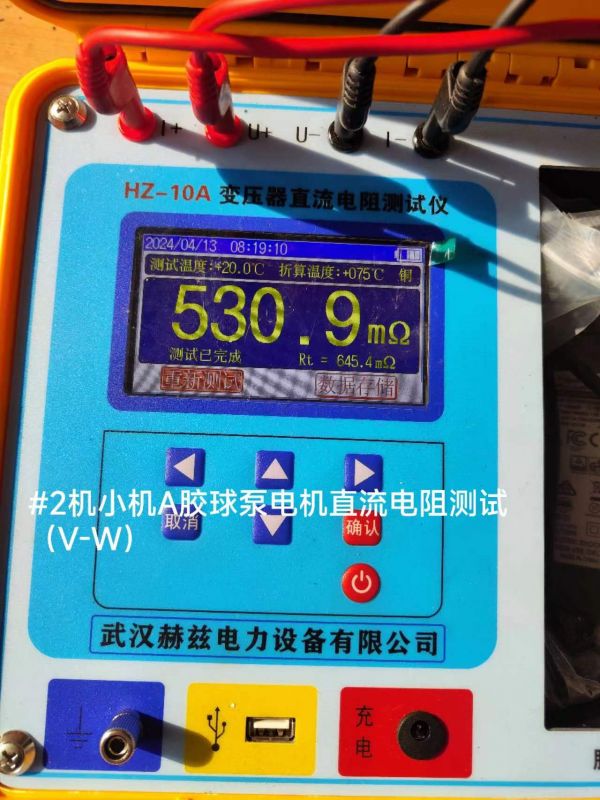 I+ U+ U- I-
HZ-10A 变压器直流电阻测试仪
2024/04/13 08:19:10
测试温度:+20.0℃ 折算温度:+075℃ 铜
530.9mΩ
测试已完成 Rt = 645.4mΩ
重新测试 数据存储
#2机小机A胶球泵电机直流电阻测试
(V-W)
取消 确认
武汉赫兹电力设备有限公司
充
电